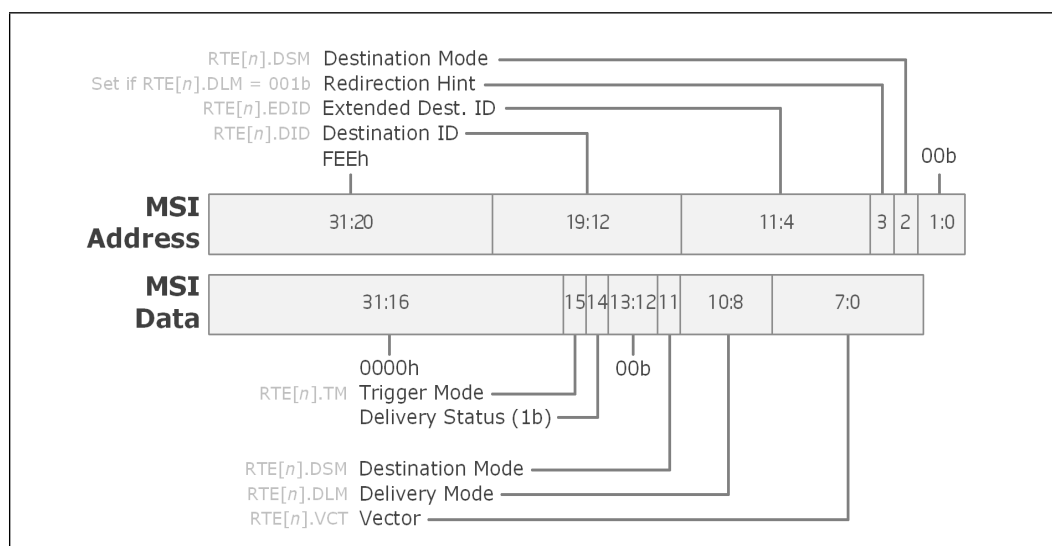 RTE[n].DSM Destination Mode
Set if RTE[n].DLM = 001b Redirection Hint
RTE[n].EDID Extended Dest. ID
RTE[n].DID Destination ID
FEEh 00b
MSI Address
31:20 19:12 11:4 3 2 1:0
MSI Data
31:16 15 14 13:12 11 10:8 7:0
0000h 00b
RTE[n].TM Trigger Mode
Delivery Status (1b)
RTE[n].DSM Destination Mode
RTE[n].DLM Delivery Mode
RTE[n].VCT Vector